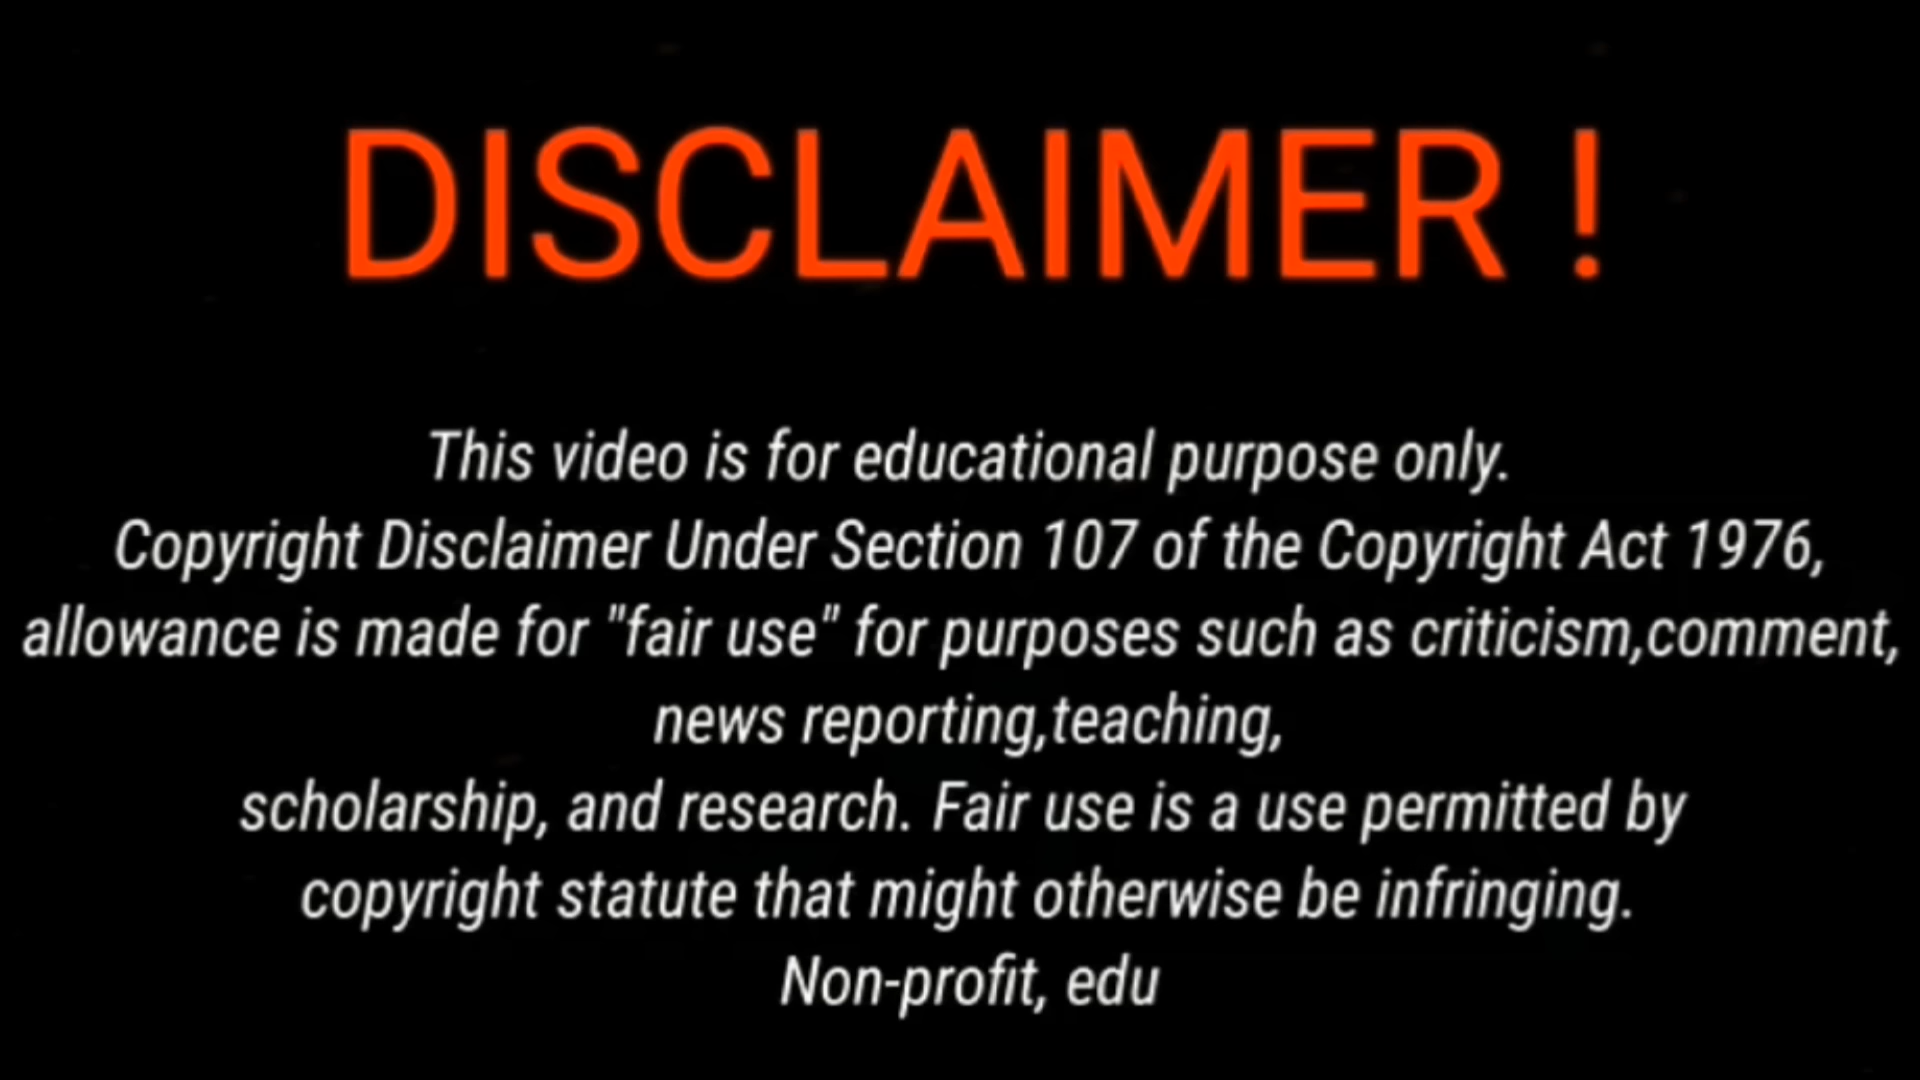 DISCLAIMER !
This video is for educational purpose only.
Copyright Disclaimer Under Section 107 of the Copyright Act 1976,
allowance is made for "fair use" for purposes such as criticism,comment,
news reporting,teaching,
scholarship, and research. Fair use is a use permitted by
copyright statute that might otherwise be infringing.
Non-profit, edu